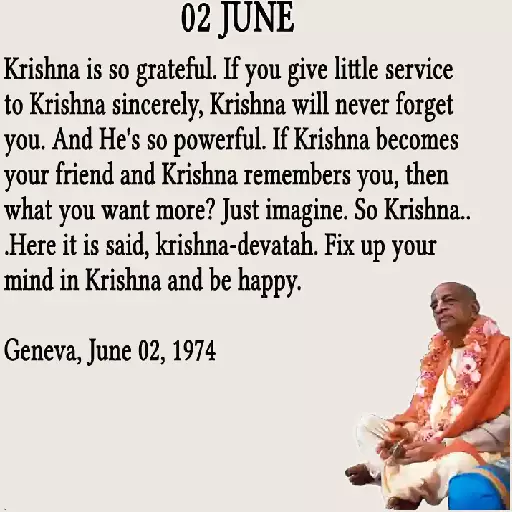 02 JUNE
Krishna is so grateful. If you give little service
to Krishna sincerely, Krishna will never forget
you. And He's so powerful. If Krishna becomes
your friend and Krishna remembers you, then
what you want more? Just imagine. So Krishna..
.Here it is said, krishna-devatah. Fix up your
mind in Krishna and be happy.
Geneva, June 02, 1974